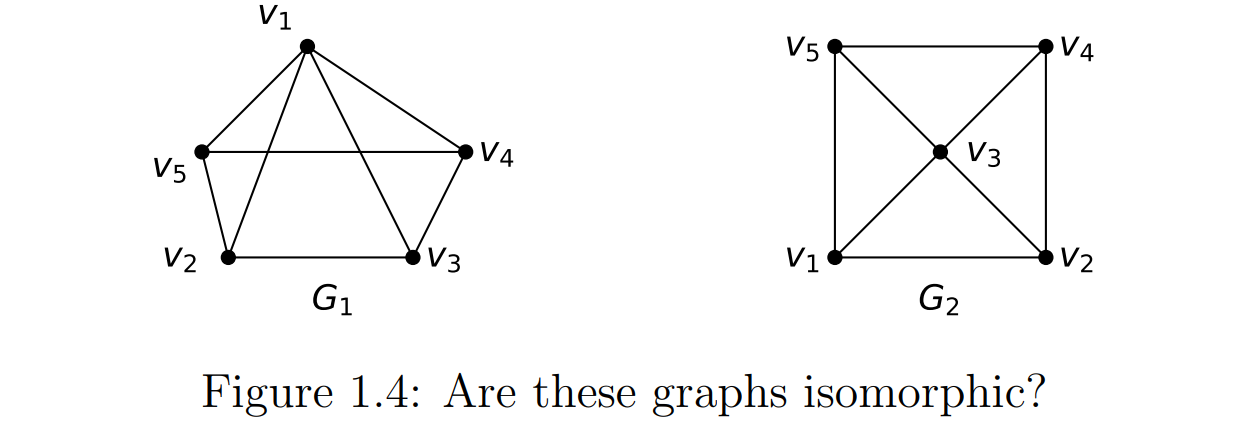 v1
v5
v4
v2
v3
G1
v5
v4
v3
v1
v2
G2
Figure 1.4: Are these graphs isomorphic?